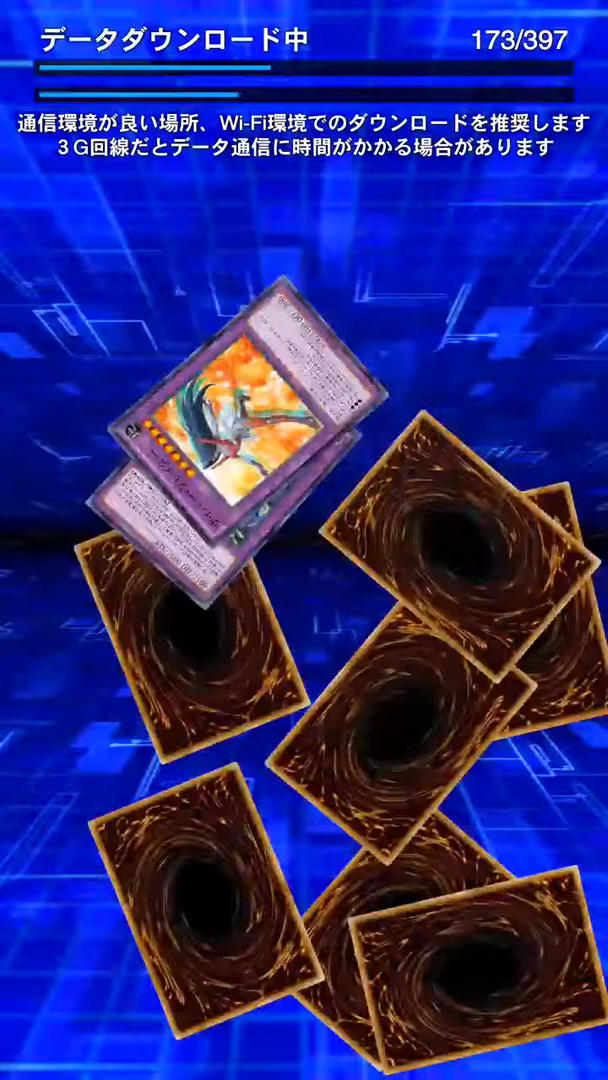 データダウンロード中
173/397
通信環境が良い場所、Wi-Fi環境でのダウンロードを推奨します
3G回線だとデータ通信に時間がかかる場合があります